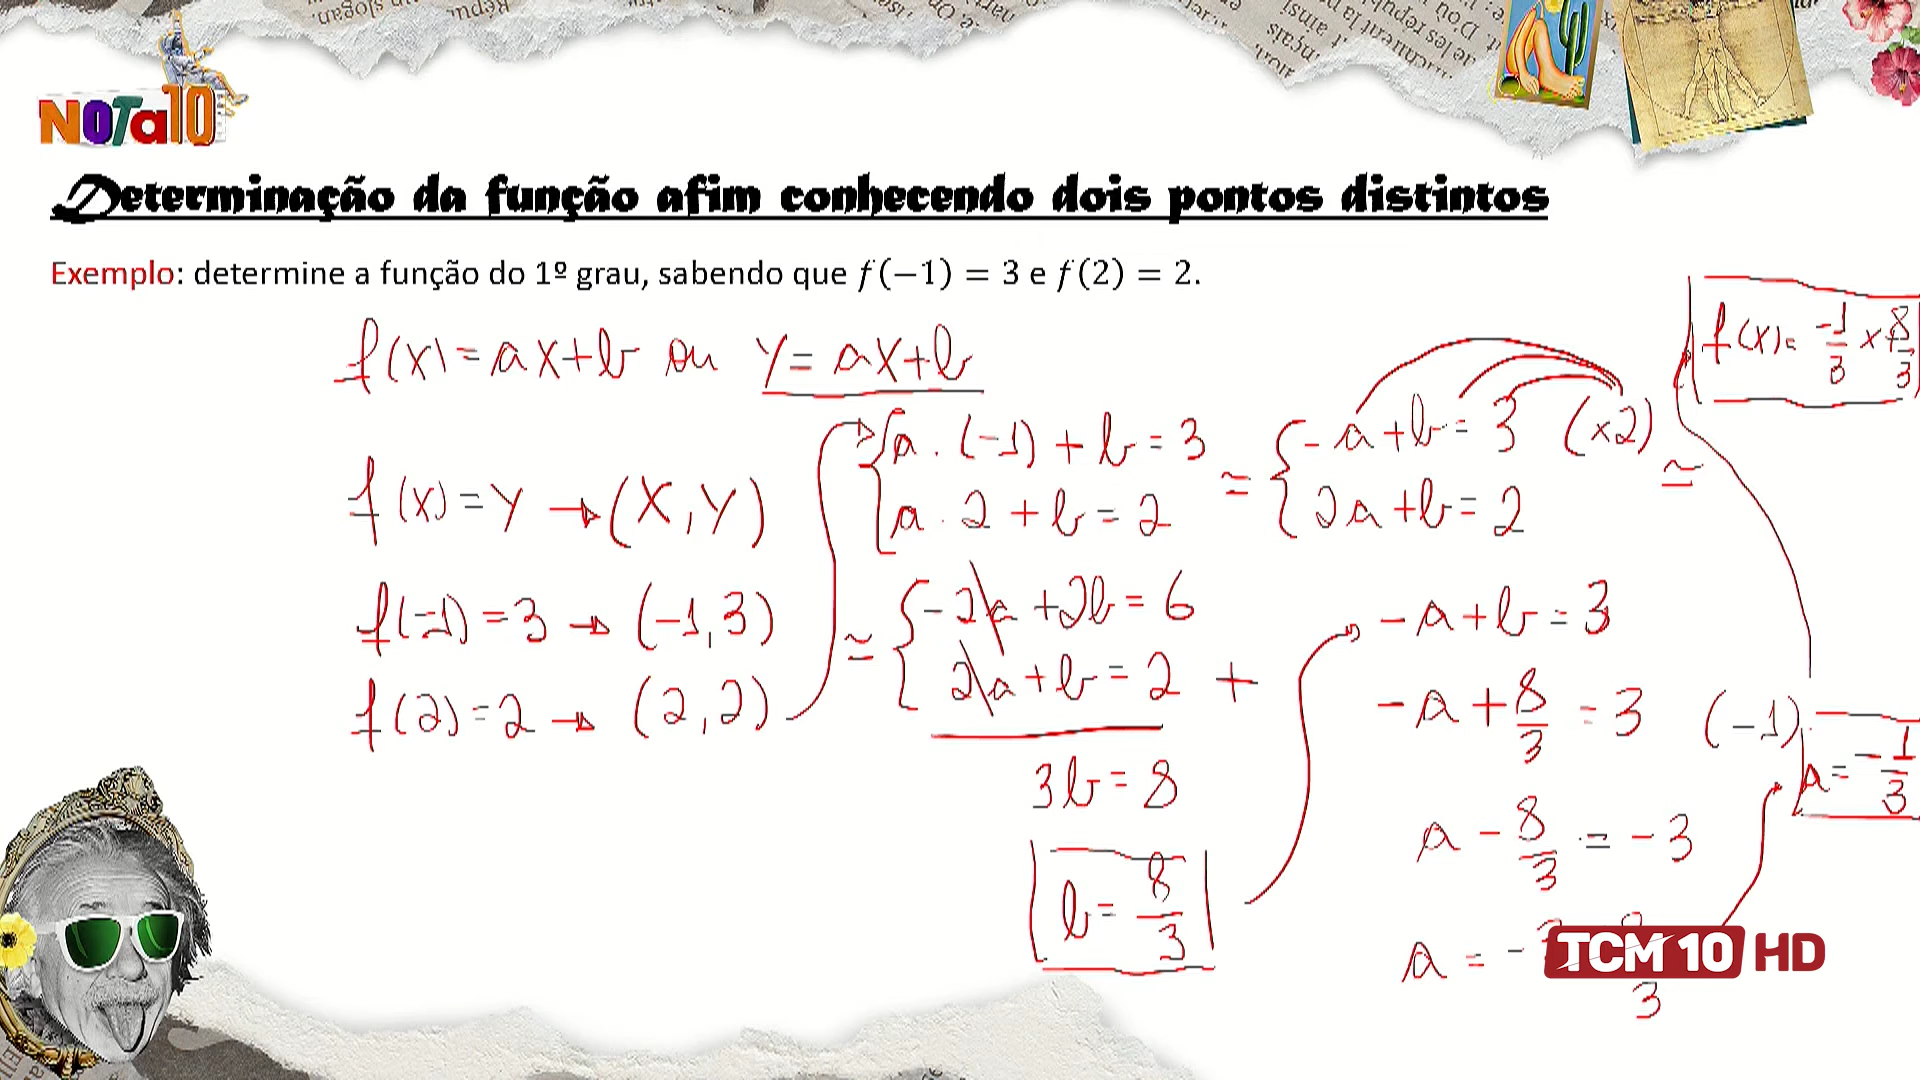 NOTa10
Determinação da função afim conhecendo dois pontos distintos
Exemplo: determine a função do 1º grau, sabendo que f(−1) = 3 e f(2) = 2.
f(x) = ax+b ou y = ax+b
f(x) = y → (x, y)
f(-1) = 3 → (-1, 3)
f(2) = 2 → (2, 2)
a . (-1) + b = 3
a . 2 + b = 2
≃
-a + b = 3 (x2)
2a + b = 2
≃
≃
-2a + 2b = 6
2a + b = 2 +
3b = 8
b = 8/3
-a + b = 3
-a + 8/3 = 3 (-1)
a - 8/3 = -3
a = -
3
a = -1/3
f(x) = -1/3 x + 8/3
TCM 10 HD